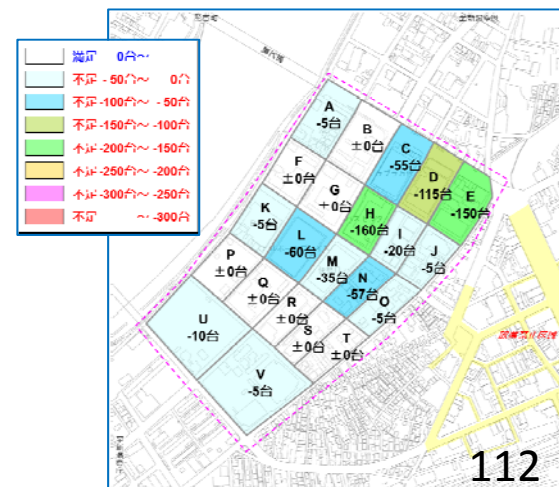 満足 0台～
不足 -50台～ 0台
不足 -100台～ -50台
不足 -150台～ -100台
不足 -200台～ -150台
不足 -250台～ -200台
不足 -300台～ -250台
不足 ～ -300台
A
-5台
B
±0台
C
-55台
D
-115台
E
-150台
F
±0台
G
±0台
H
-160台
I
-20台
J
-5台
K
-5台
L
-60台
M
-35台
N
-57台
O
-5台
P
±0台
Q
±0台
R
±0台
S
±0台
T
±0台
U
-10台
V
-5台
112